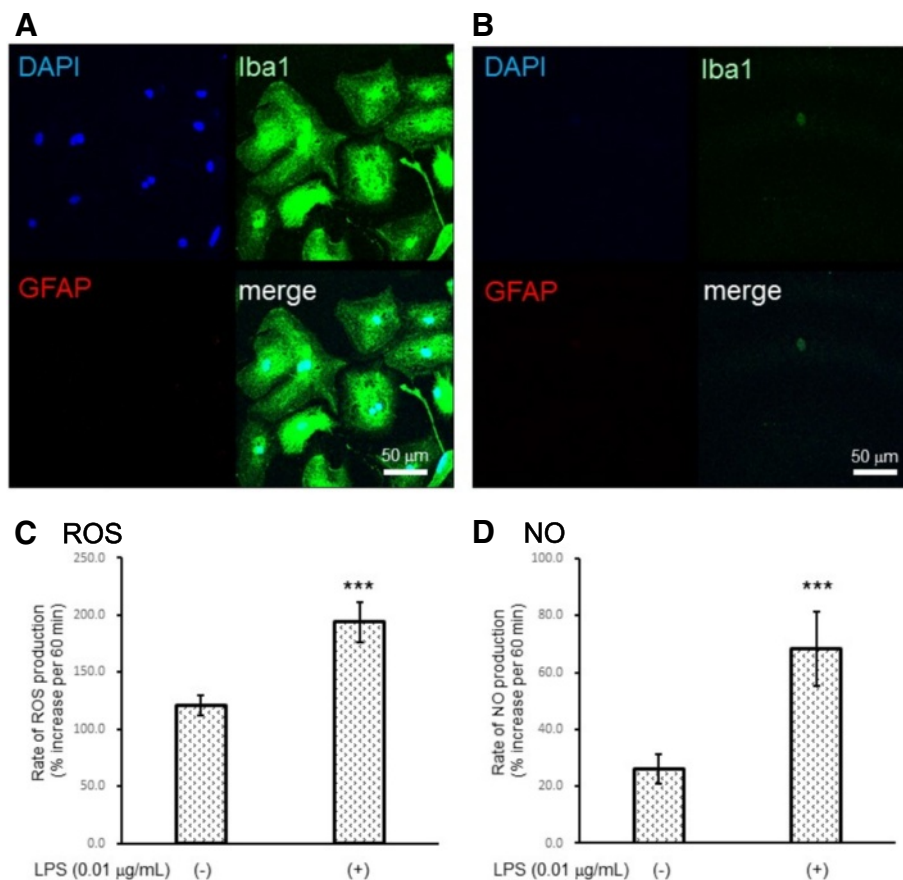 A
B
DAPI
Iba1
GFAP
merge
50 μm
DAPI
Iba1
GFAP
merge
50 μm
C ROS
250.0
200.0
150.0
100.0
50.0
0.0
Rate of ROS production
(% increase per 60 min)
***
LPS (0.01 μg/mL) (-) (+)
D NO
100.0
80.0
60.0
40.0
20.0
0.0
Rate of NO production
(% increase per 60 min)
***
LPS (0.01 μg/mL) (-) (+)